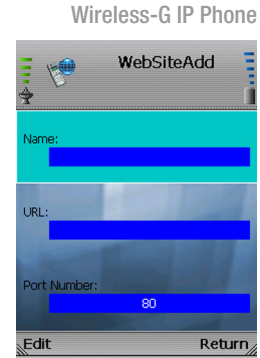 Wireless-G IP Phone
WebSiteAdd
Name:
URL:
Port Number:
80
Edit Return